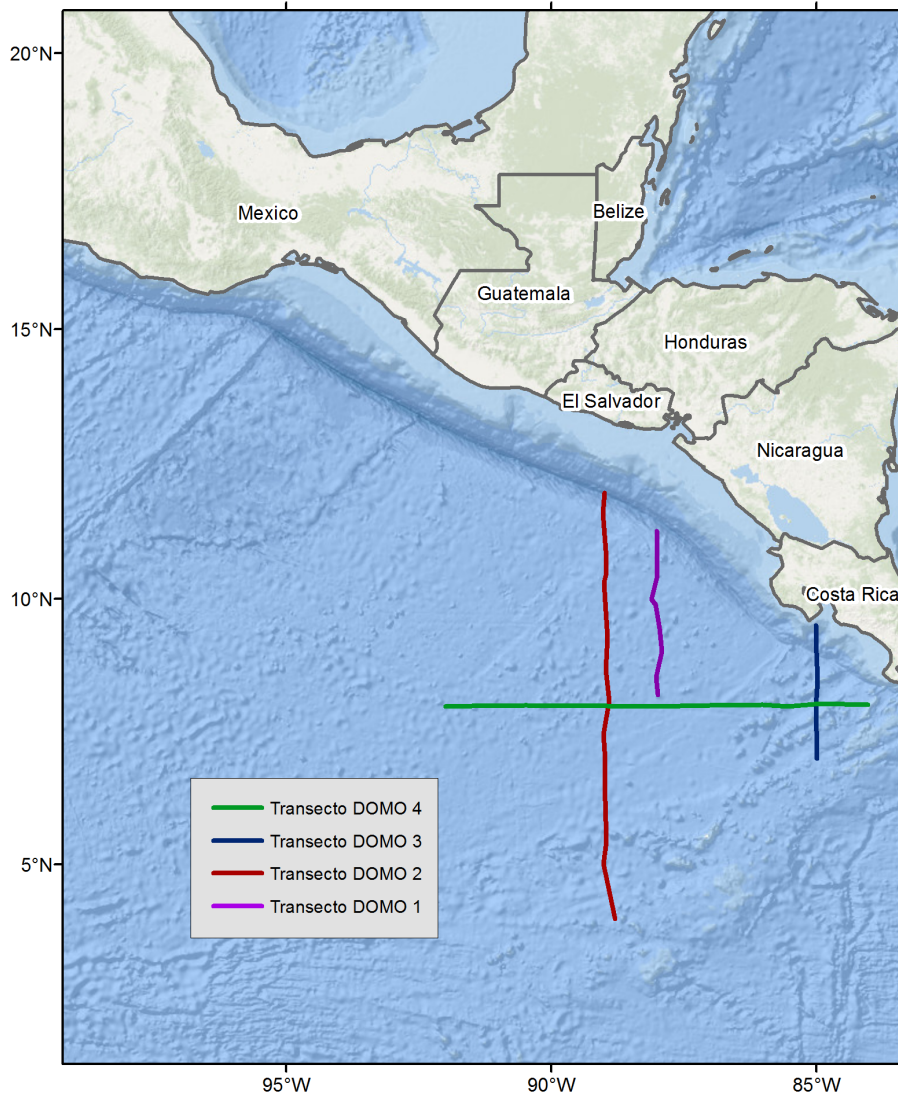 20°N
Mexico
Belize
Guatemala
15°N
Honduras
El Salvador
Nicaragua
10°N
Costa Rica
Transecto DOMO 4
Transecto DOMO 3
5°N
Transecto DOMO 2
Transecto DOMO 1
95°W
90°W
85°W